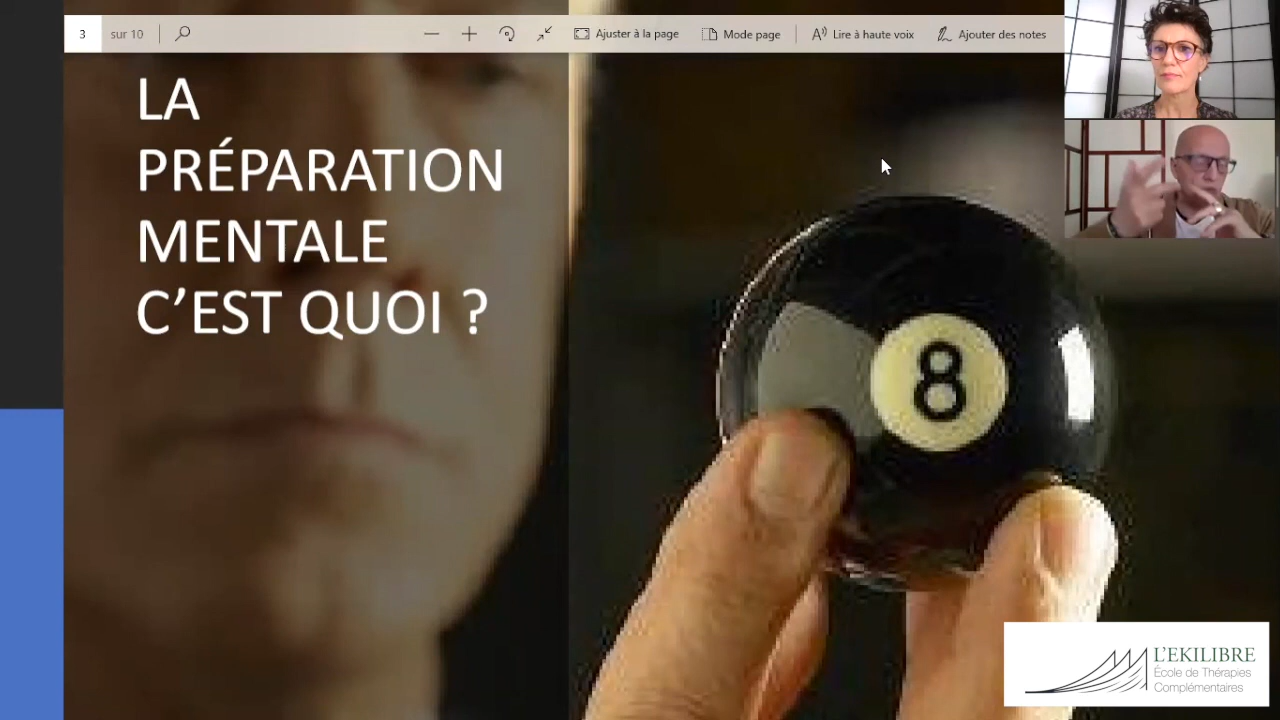 3 sur 10 Ajuster à la page Mode page Lire à haute voix Ajouter des notes
LA
PRÉPARATION
MENTALE
C’EST QUOI ?
8
L'EKILIBRE
École de Thérapies
Complémentaires